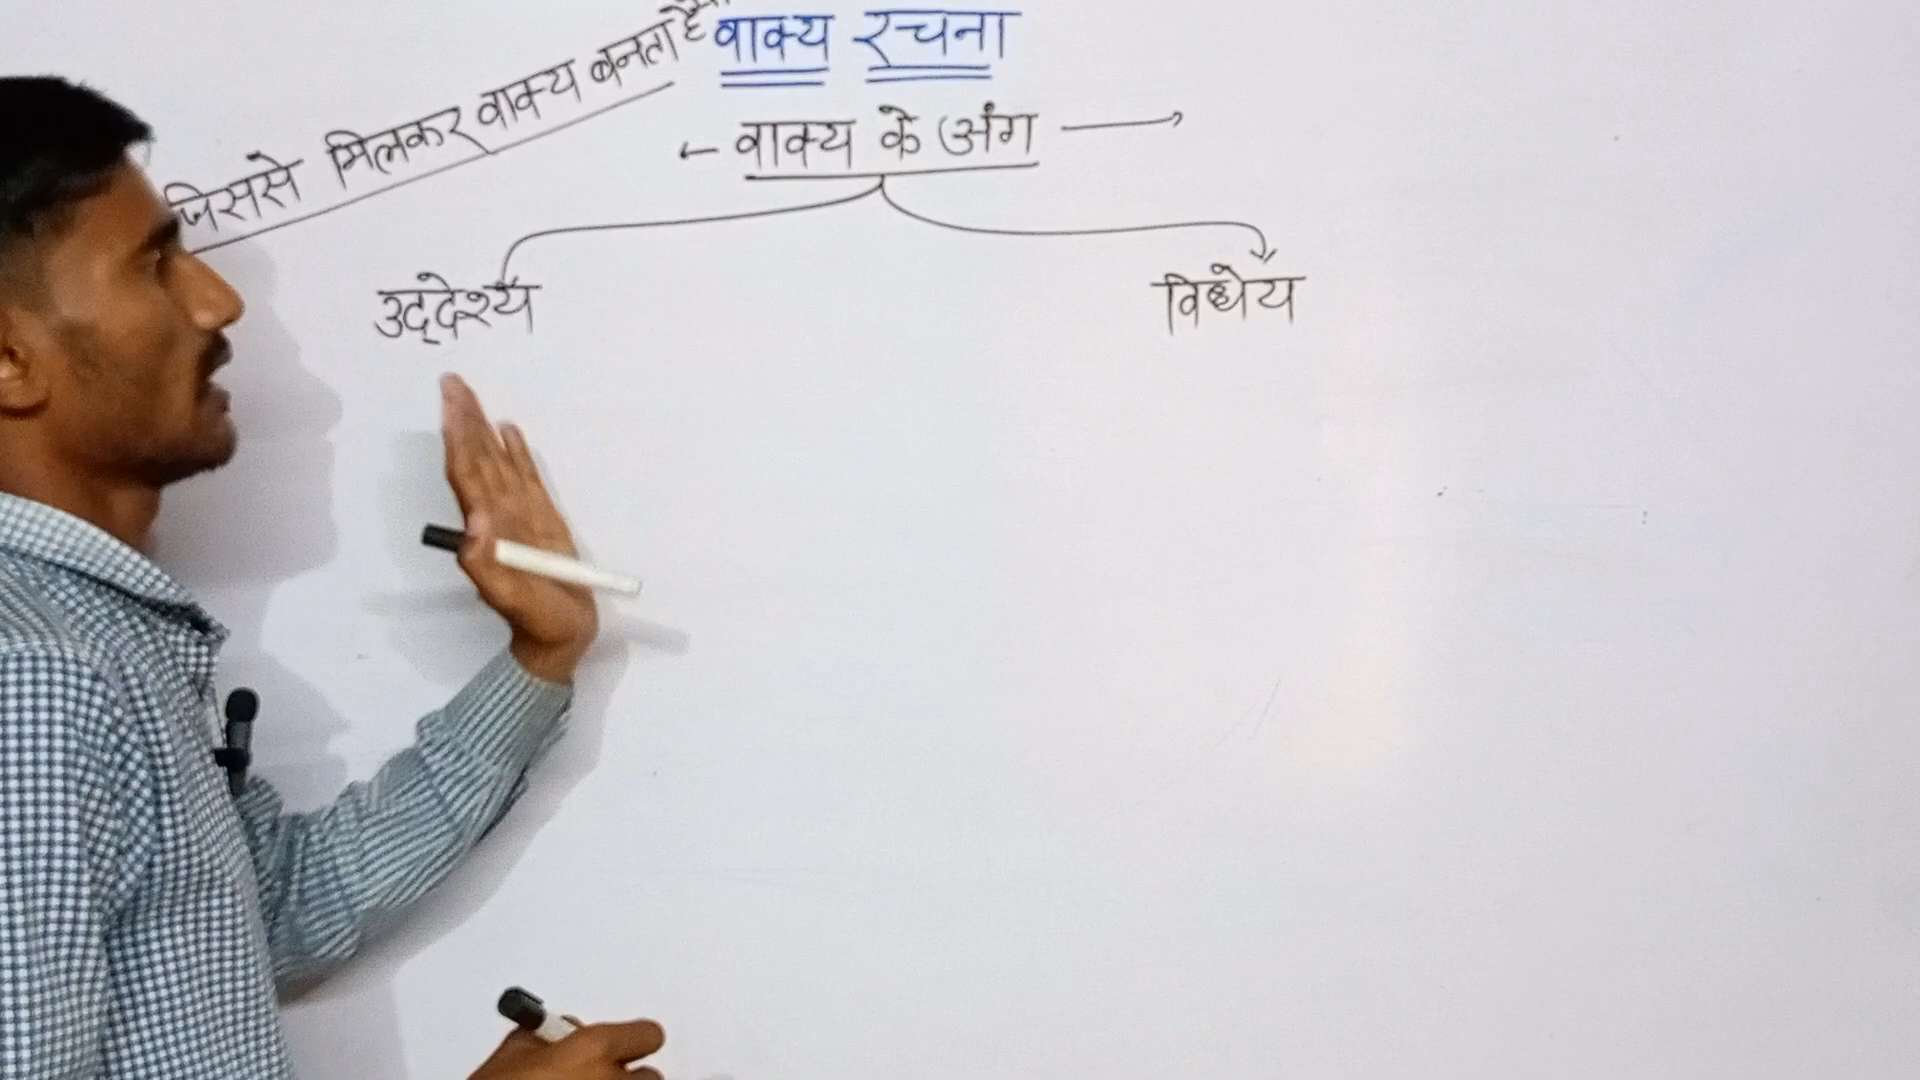 वाक्य रचना
जिससे मिलकर वाक्य बनता है
वाक्य के अंग
उद्देश्य
विधेय